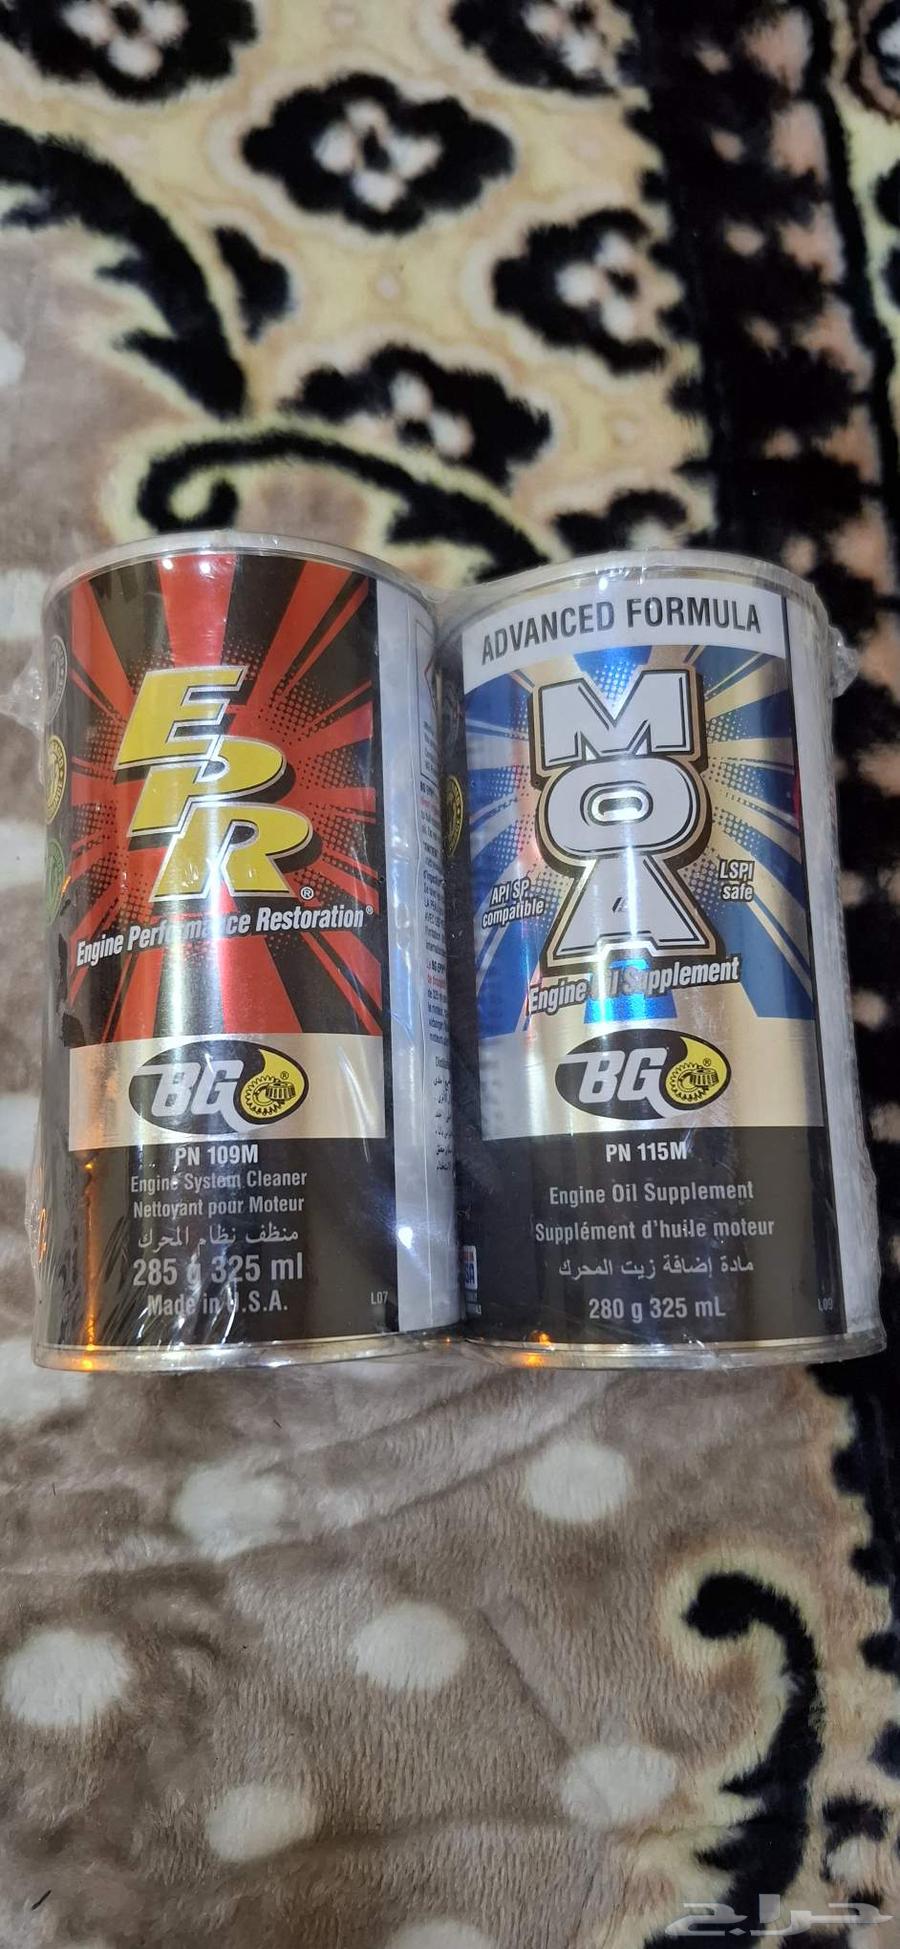 EPR®
Engine Performance Restoration®
BG®
PN 109M
Engine System Cleaner
Nettoyant pour Moteur
منظف نظام المحرك
285 g 325 ml
Made in U.S.A.
L07
ADVANCED FORMULA
MOA
API SP
compatible
LSPI
safe
Engine Oil Supplement
BG®
PN 115M
Engine Oil Supplement
Supplément d'huile moteur
مادة إضافة زيت المحرك
280 g 325 mL
L09
حراج